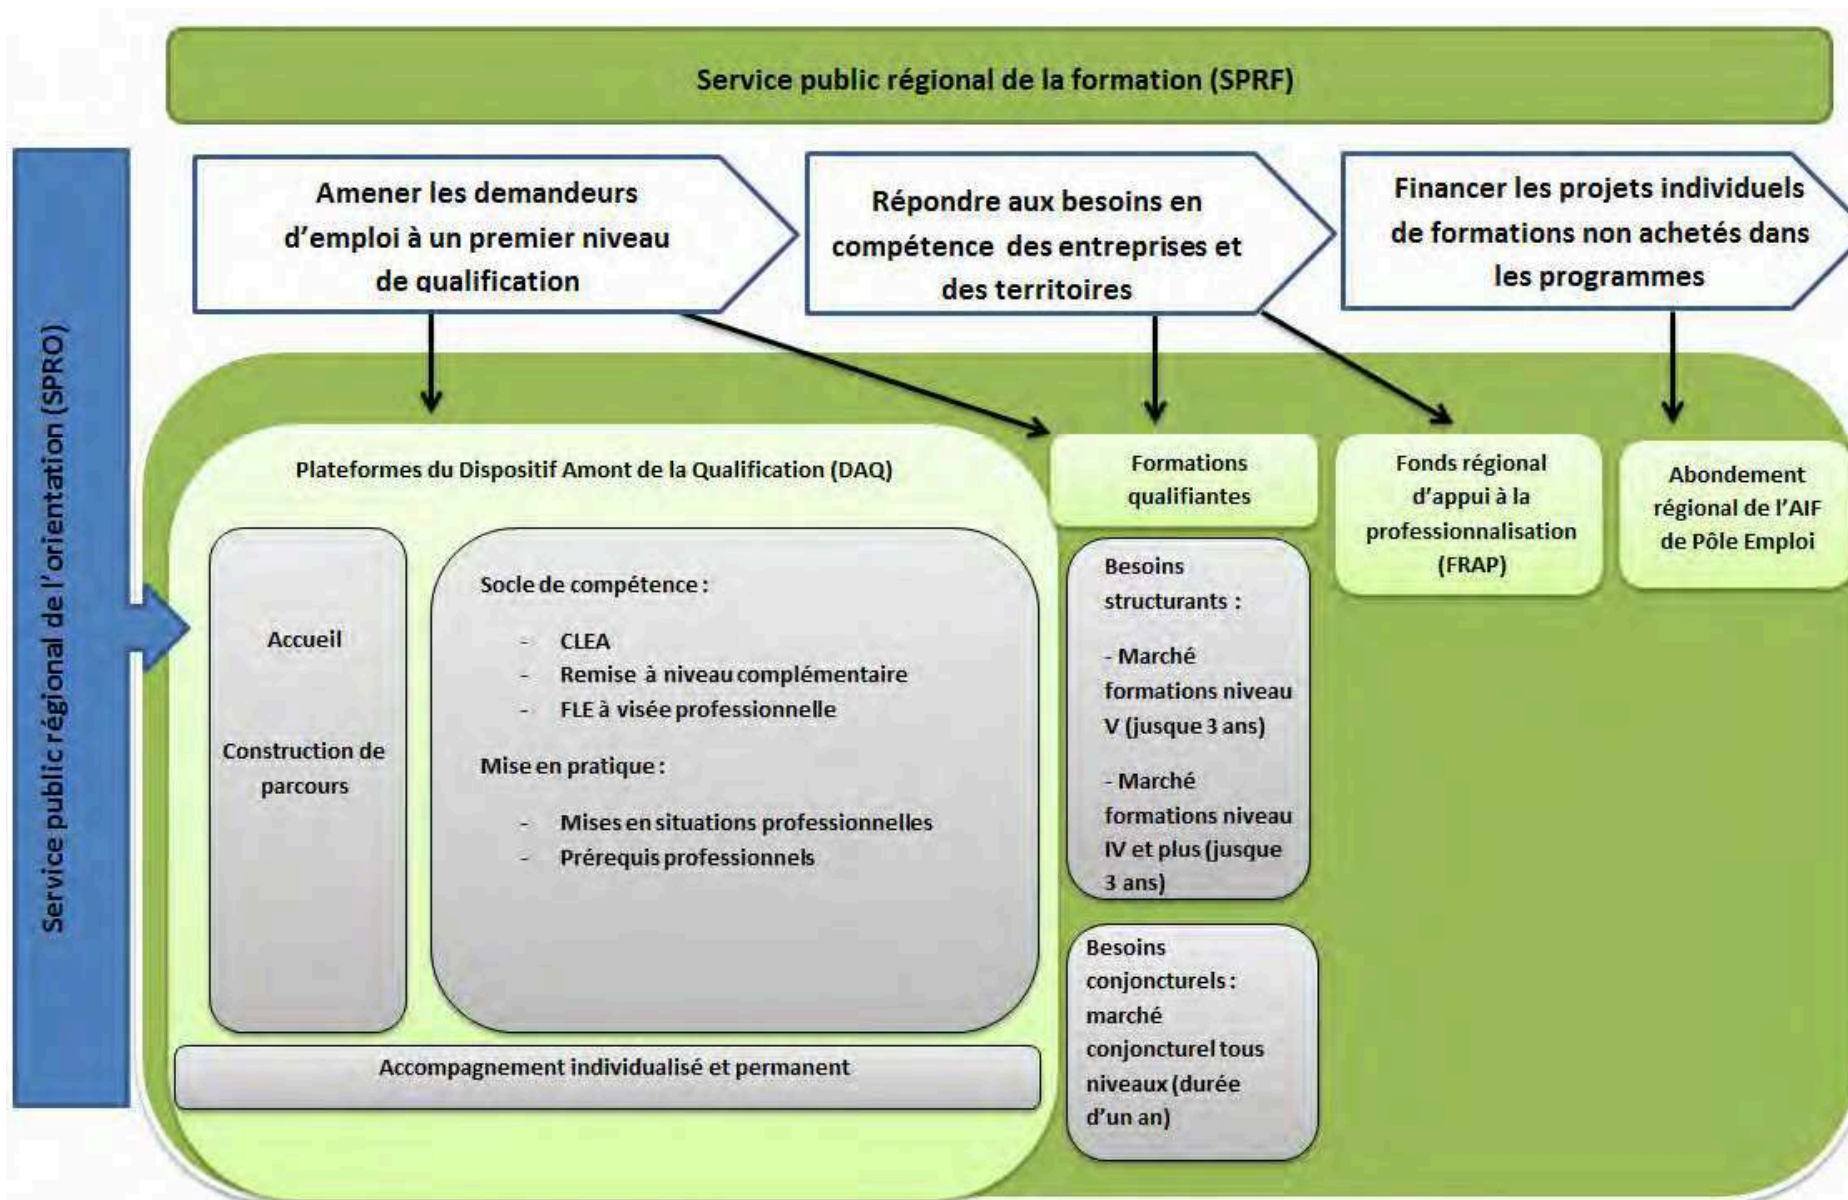 Service public régional de la formation (SPRF)
Service public régional de l'orientation (SPRO)
Amener les demandeurs
d'emploi à un premier niveau
de qualification
Répondre aux besoins en
compétence des entreprises et
des territoires
Financer les projets individuels
de formations non achetés dans
les programmes
Plateformes du Dispositif Amont de la Qualification (DAQ)
Accueil
Construction de
parcours
Socle de compétence :
- CLEA
- Remise à niveau complémentaire
- FLE à visée professionnelle
Mise en pratique :
- Mises en situations professionnelles
- Prérequis professionnels
Accompagnement individualisé et permanent
Formations
qualifiantes
Besoins
structurants :
- Marché
formations niveau
V (jusque 3 ans)
- Marché
formations niveau
IV et plus (jusque
3 ans)
Besoins
conjoncturels :
marché
conjoncturel tous
niveaux (durée
d'un an)
Fonds régional
d'appui à la
professionnalisation
(FRAP)
Abondement
régional de l'AIF
de Pôle Emploi